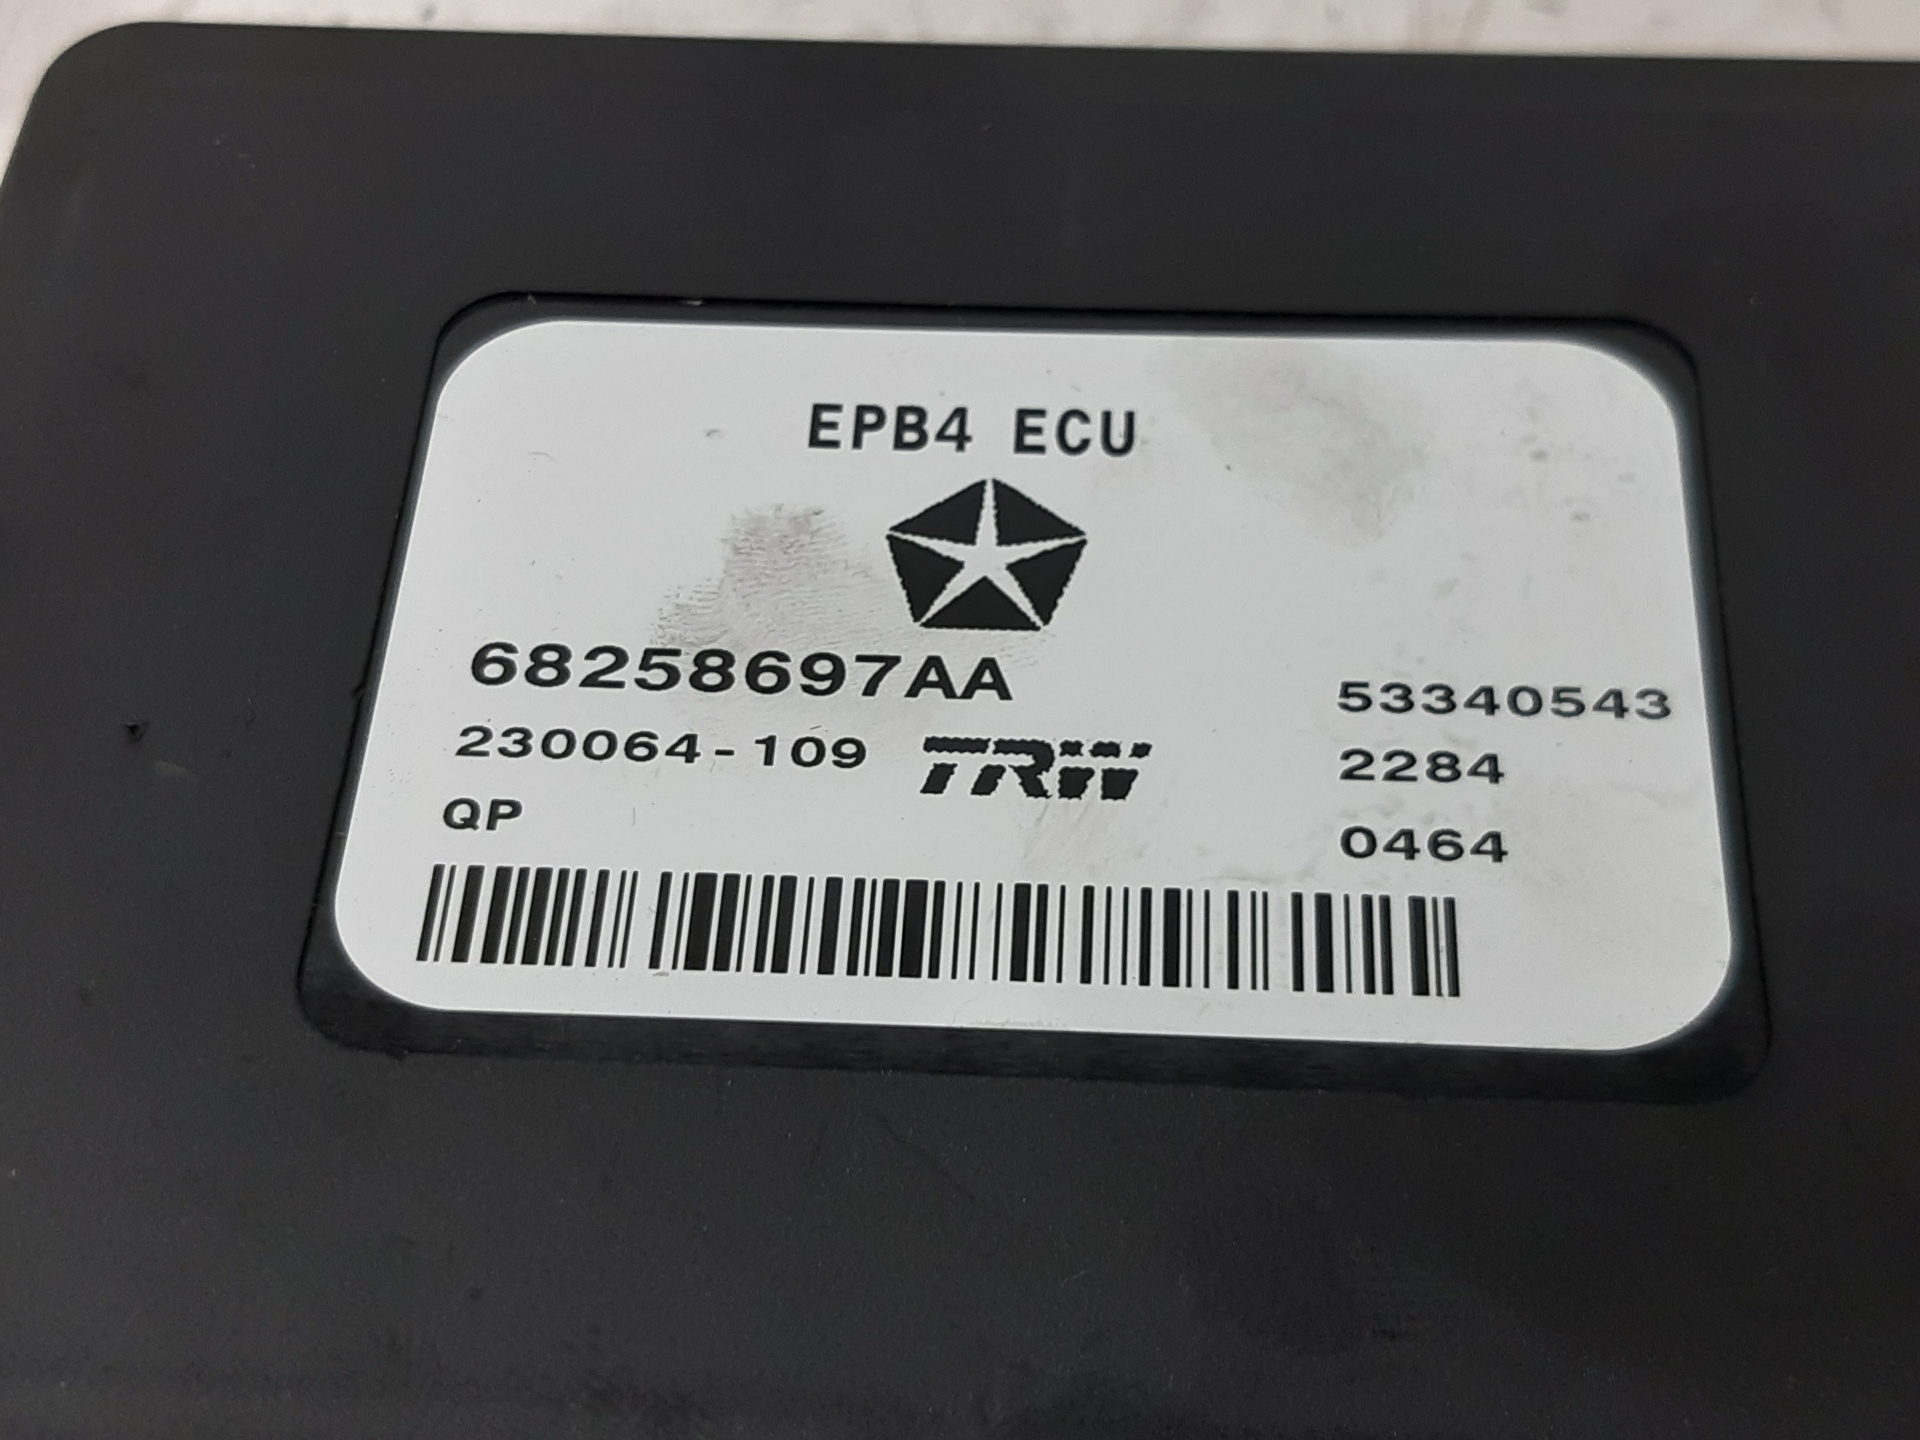 EPB4 ECU
68258697AA
53340543
230064-109 TRW
2284
QP
0464